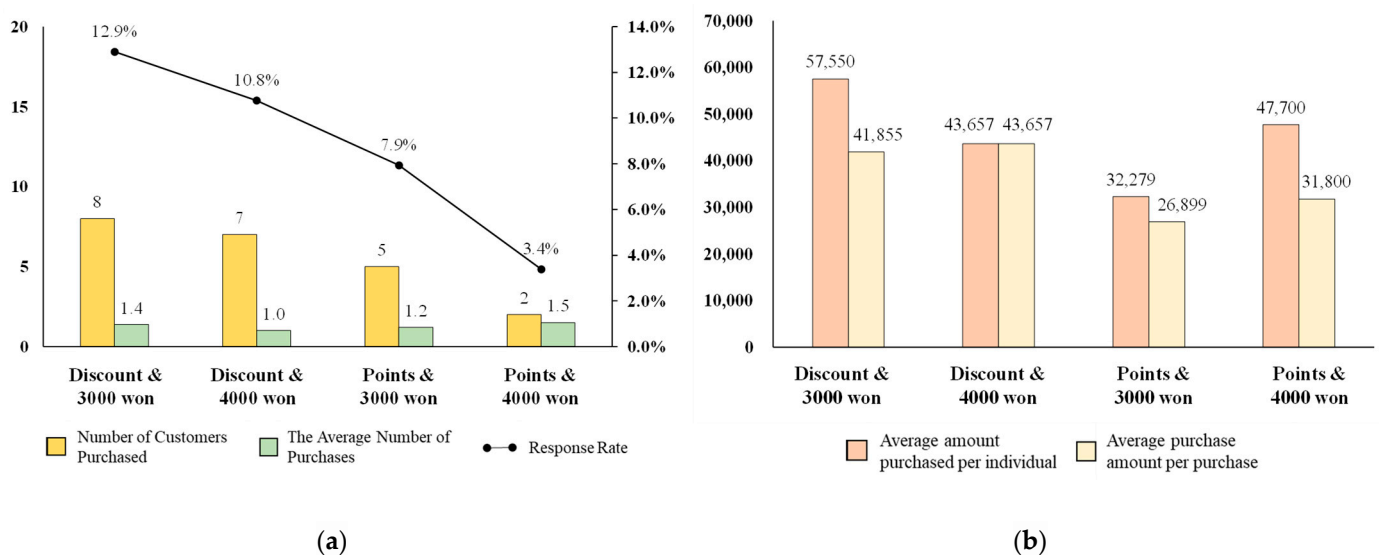 20
15
10
5
0
14.0%
12.0%
10.0%
8.0%
6.0%
4.0%
2.0%
0.0%
12.9%
10.8%
7.9%
3.4%
8
1.4
7
1.0
5
1.2
2
1.5
Discount &
3000 won
Discount &
4000 won
Points &
3000 won
Points &
4000 won
Number of Customers
Purchased
The Average Number of
Purchases
Response Rate
(a)
70,000
60,000
50,000
40,000
30,000
20,000
10,000
0
57,550
41,855
43,657
43,657
32,279
26,899
47,700
31,800
Discount &
3000 won
Discount &
4000 won
Points &
3000 won
Points &
4000 won
Average amount
purchased per individual
Average purchase
amount per purchase
(b)